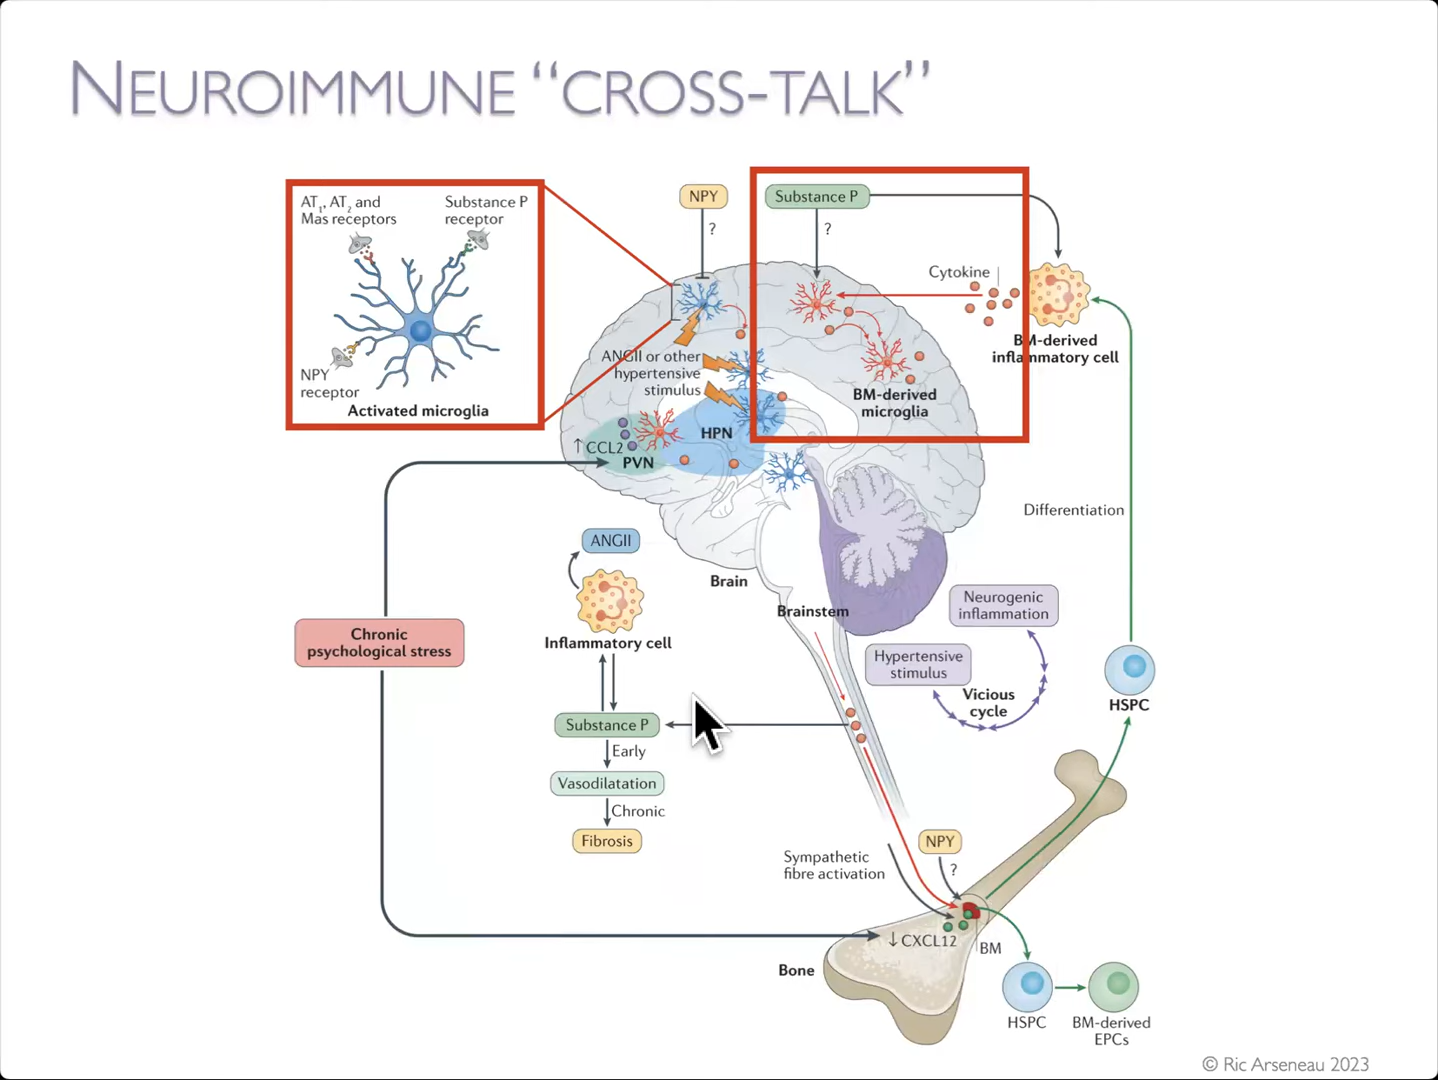 NEUROIMMUNE “CROSS-TALK”
AT1, AT2 and
Mas receptors
Substance P
receptor
NPY
receptor
Activated microglia
NPY
?
Substance P
?
Cytokine
BM-derived
inflammatory cell
ANGII or other
hypertensive
stimulus
BM-derived
microglia
HPN
↑CCL2
PVN
Differentiation
ANGII
Brain
Brainstem
Inflammatory cell
Neurogenic
inflammation
Chronic
psychological stress
Hypertensive
stimulus
Vicious
cycle
HSPC
Substance P
Early
Vasodilatation
Chronic
Fibrosis
Sympathetic
fibre activation
NPY
?
↓CXCL12
BM
Bone
HSPC
BM-derived
EPCs
© Ric Arseneau 2023